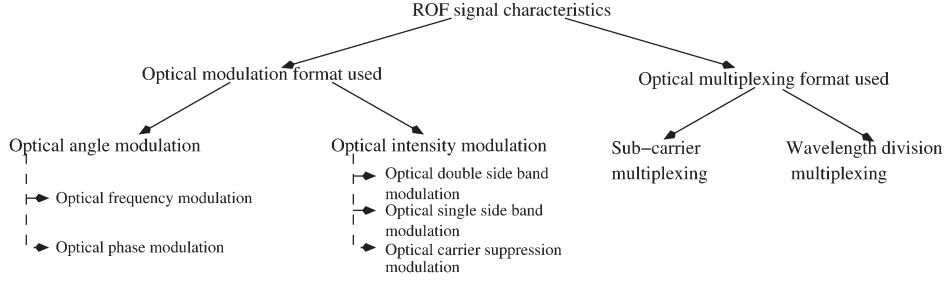 ROF signal characteristics
Optical modulation format used
Optical multiplexing format used
Optical angle modulation
Optical frequency modulation
Optical phase modulation
Optical intensity modulation
Optical double side band
modulation
Optical single side band
modulation
Optical carrier suppression
modulation
Sub−carrier
multiplexing
Wavelength division
multiplexing